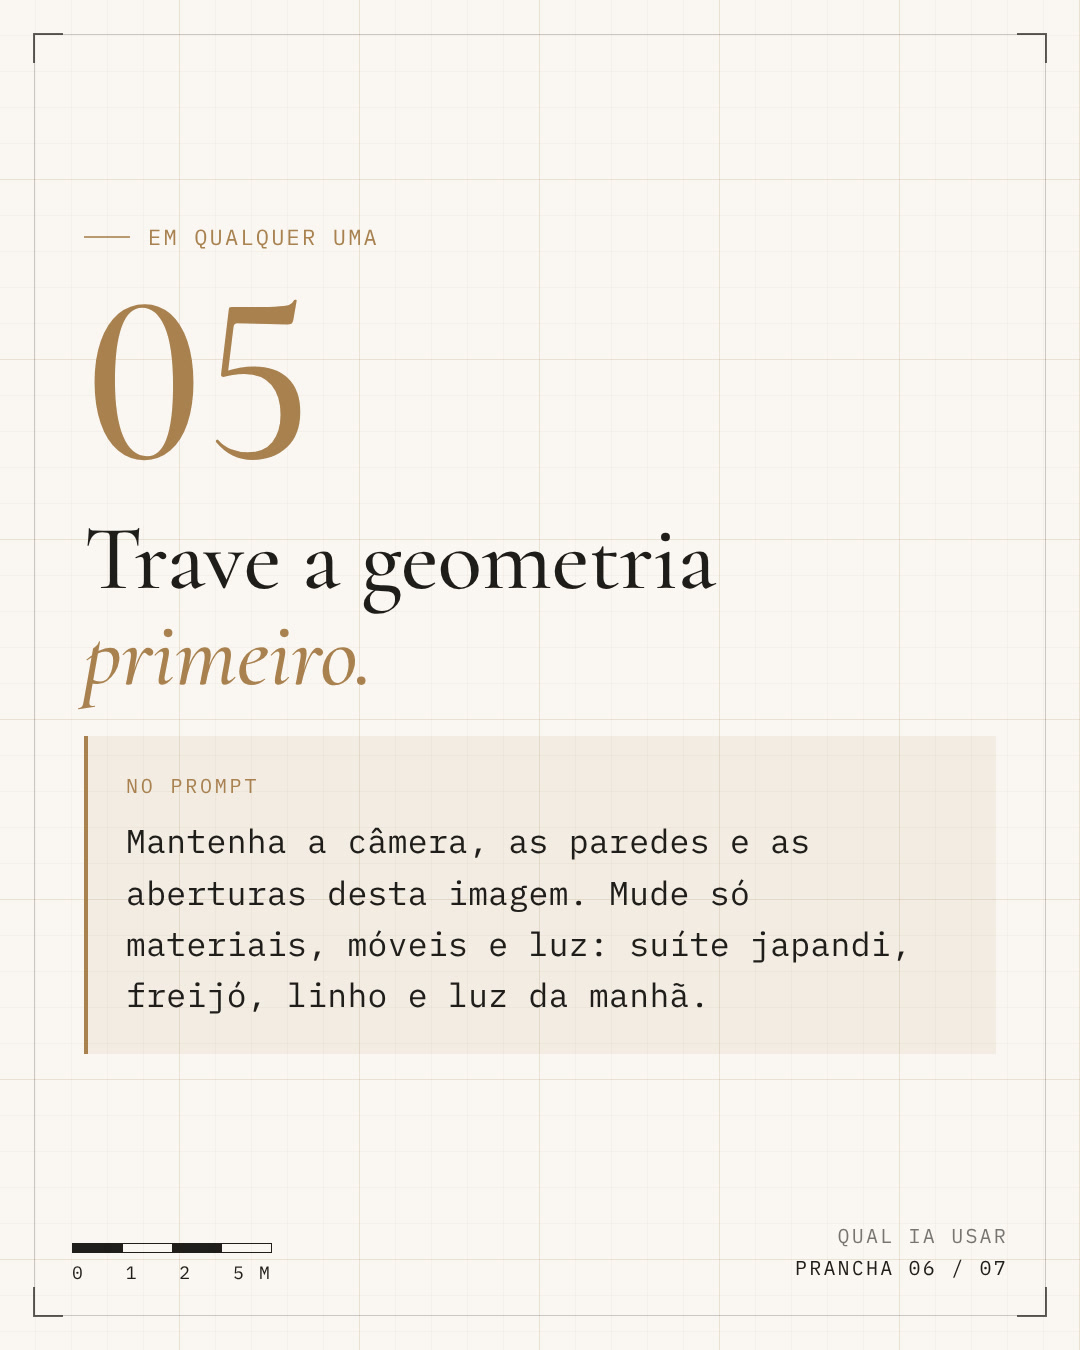 EM QUALQUER UMA
05
Trave a geometria
primeiro.
NO PROMPT
Mantenha a câmera, as paredes e as
aberturas desta imagem. Mude só
materiais, móveis e luz: suíte japandi,
freijó, linho e luz da manhã.
0 1 2 5 M
QUAL IA USAR
PRANCHA 06 / 07